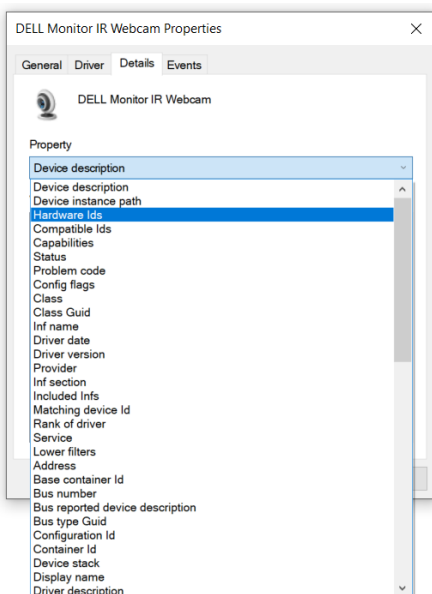 DELL Monitor IR Webcam Properties
General Driver Details Events
DELL Monitor IR Webcam
Property
Device description
Device description
Device instance path
Hardware Ids
Compatible Ids
Capabilities
Status
Problem code
Config flags
Class
Class Guid
Inf name
Driver date
Driver version
Provider
Inf section
Included Infs
Matching device Id
Rank of driver
Service
Lower filters
Address
Base container Id
Bus number
Bus reported device description
Bus type Guid
Configuration Id
Container Id
Device stack
Display name
Driver description